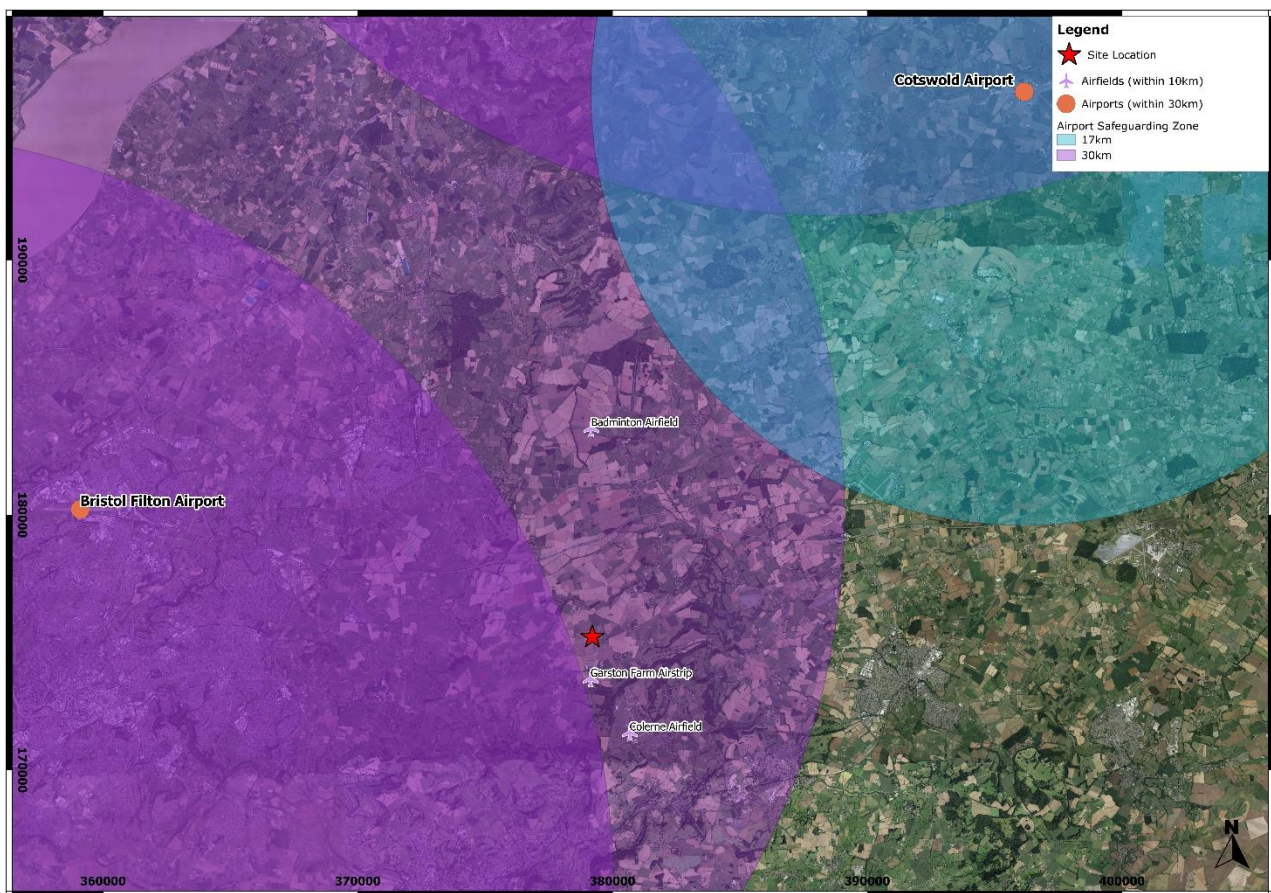 Legend
Site Location
Airfields (within 10km)
Airports (within 30km)
Airport Safeguarding Zone
17km
30km
Cotswold Airport
190000
Badminton Airfield
Bristol Filton Airport
180000
Garston Farm Airstrip
Colerne Airfield
170000
N
360000
370000
380000
390000
400000